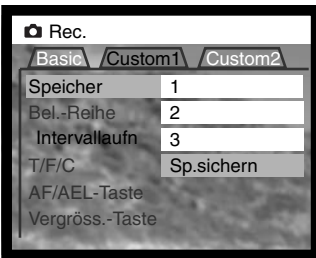 Rec.
Basic Custom1 Custom2
Speicher 1
Bel.-Reihe 2
Intervallaufn 3
T/F/C Sp.sichern
AF/AEL-Taste
Vergröss.-Taste